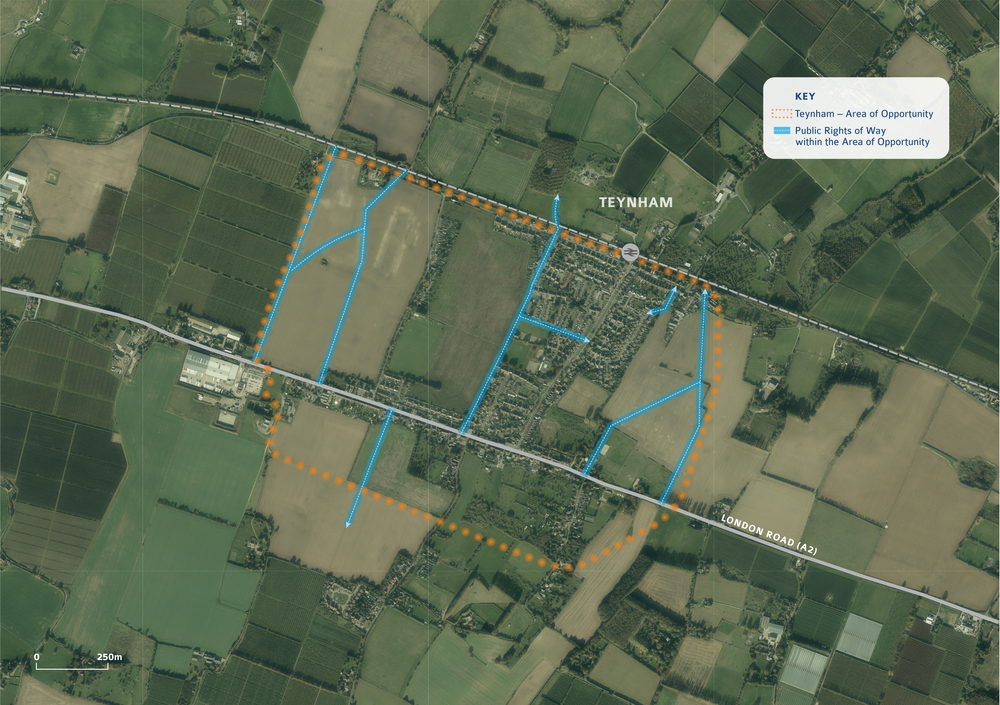 KEY
Teynham – Area of Opportunity
Public Rights of Way
within the Area of Opportunity
TEYNHAM
LONDON ROAD (A2)
0 250m